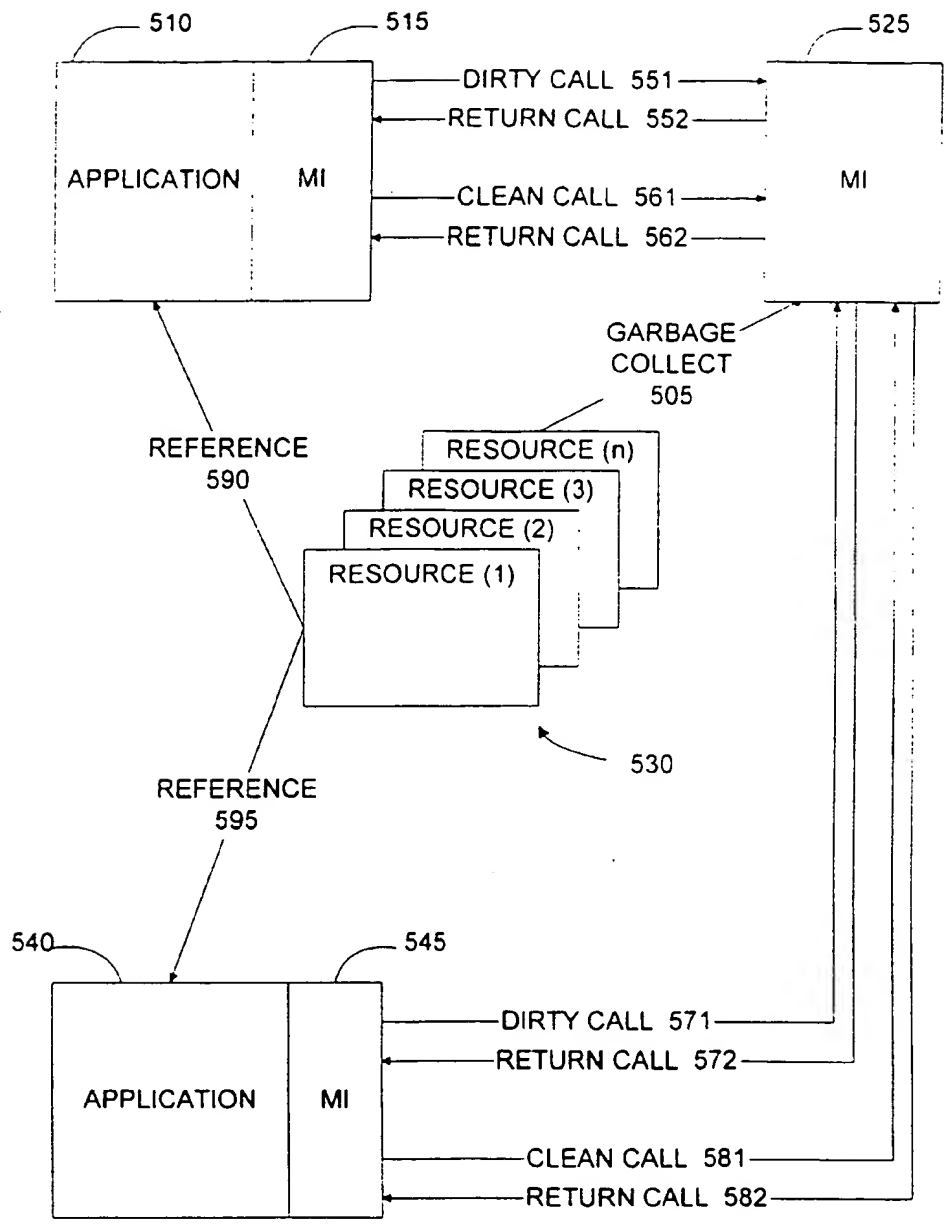 510
515
525
DIRTY CALL 551
RETURN CALL 552
APPLICATION
MI
MI
CLEAN CALL 561
RETURN CALL 562
GARBAGE
COLLECT
505
REFERENCE
590
RESOURCE (n)
RESOURCE (3)
RESOURCE (2)
RESOURCE (1)
530
REFERENCE
595
540
545
DIRTY CALL 571
RETURN CALL 572
APPLICATION
MI
CLEAN CALL 581
RETURN CALL 582